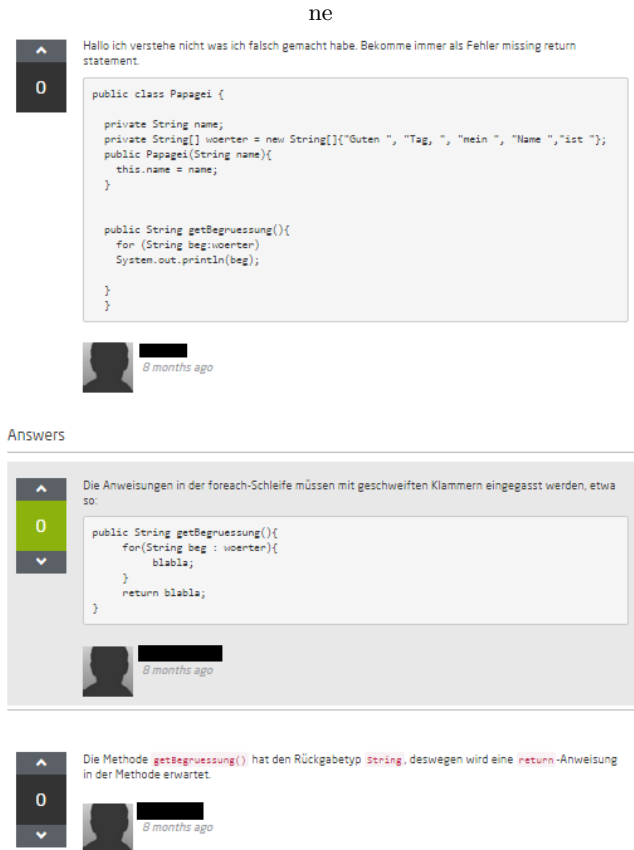 ne
Hallo ich verstehe nicht was ich falsch gemacht habe. Bekomme immer als Fehler missing return
statement.
0
public class Papagei {
private String name;
private String[] woerter = new String[]{"Guten ", "Tag, ", "mein ", "Name ","ist "};
public Papagei(String name){
this.name = name;
}
public String getBegruessung(){
for (String beg:woerter)
System.out.println(beg);
}
}
8 months ago
Answers
Die Anweisungen in der foreach-Schleife müssen mit geschweiften Klammern eingegasst werden, etwa
so:
0
public String getBegruessung(){
for(String beg : woerter){
blabla;
}
return blabla;
}
8 months ago
Die Methode getBegruessung() hat den Rückgabetyp String, deswegen wird eine return-Anweisung
in der Methode erwartet.
0
8 months ago